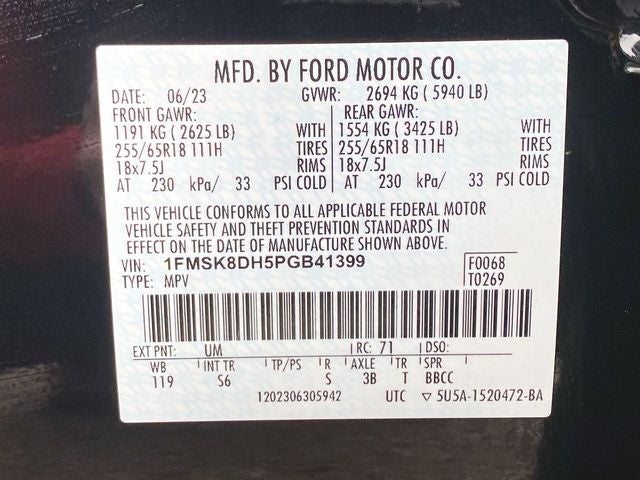 MFD. BY FORD MOTOR CO.
DATE: 06/23 GVWR: 2694 KG ( 5940 LB)
FRONT GAWR: REAR GAWR:
1191 KG ( 2625 LB) WITH 1554 KG ( 3425 LB) WITH
255/65R18 111H TIRES 255/65R18 111H TIRES
18x7.5J RIMS 18x7.5J RIMS
AT 230 kPa/ 33 PSI COLD AT 230 kPa/ 33 PSI COLD
THIS VEHICLE CONFORMS TO ALL APPLICABLE FEDERAL MOTOR
VEHICLE SAFETY AND THEFT PREVENTION STANDARDS IN
EFFECT ON THE DATE OF MANUFACTURE SHOWN ABOVE.
VIN: 1FMSK8DH5PGB41399 F0068
TYPE: MPV T0269
EXT PNT: UM RC: 71 DSO:
WB INT TR TP/PS R AXLE TR SPR
119 S6 S 3B T BBCC
1202306305942 UTC ▽ 5U5A-1520472-BA